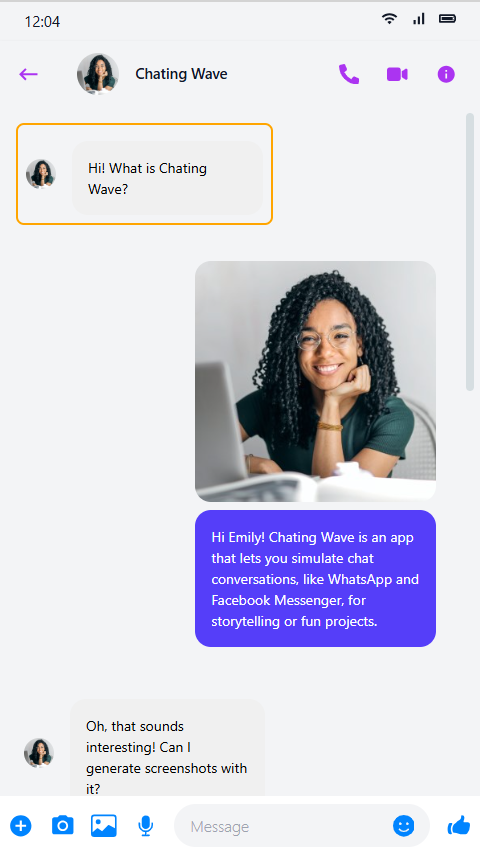 12:04
Chating Wave
Hi! What is Chating
Wave?
Hi Emily! Chating Wave is an app
that lets you simulate chat
conversations, like WhatsApp and
Facebook Messenger, for
storytelling or fun projects.
Oh, that sounds
interesting! Can I
generate screenshots with
it?
Message